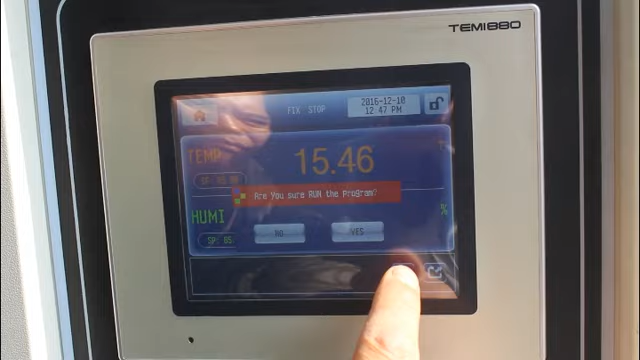 TEMI880
FIX STOP
2016-12-10
12 47 PM
TEMP
15.46
Are You sure RUN the Program?
HUMI
%
NO
YES
SP: 85